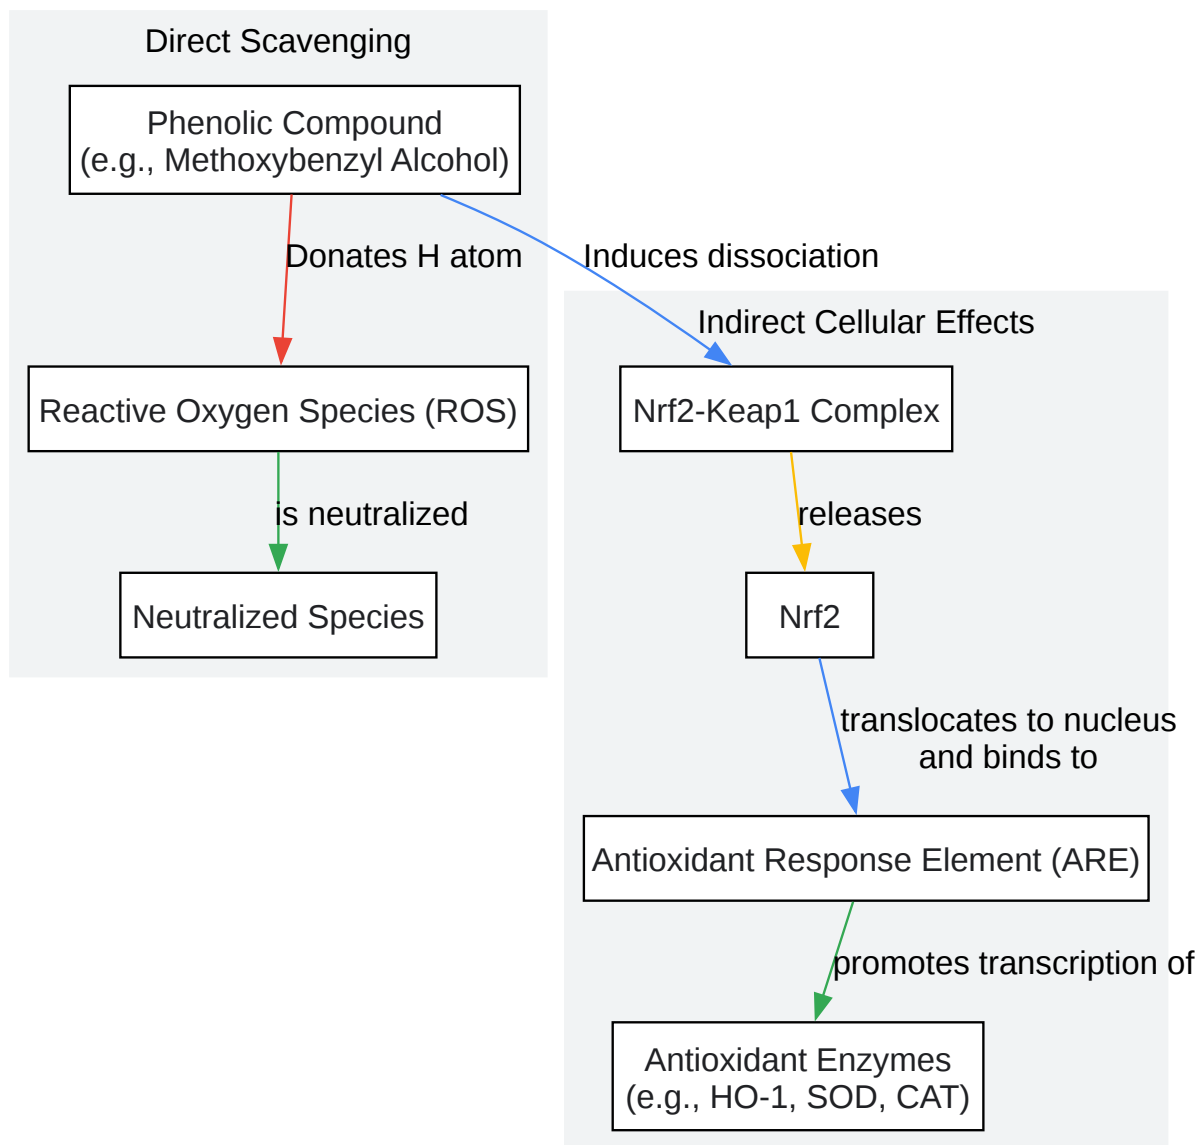 Direct Scavenging
Phenolic Compound
(e.g., Methoxybenzyl Alcohol)
Donates H atom
Induces dissociation
Indirect Cellular Effects
Reactive Oxygen Species (ROS)
Nrf2-Keap1 Complex
is neutralized
releases
Neutralized Species
Nrf2
translocates to nucleus
and binds to
Antioxidant Response Element (ARE)
promotes transcription of
Antioxidant Enzymes
(e.g., HO-1, SOD, CAT)